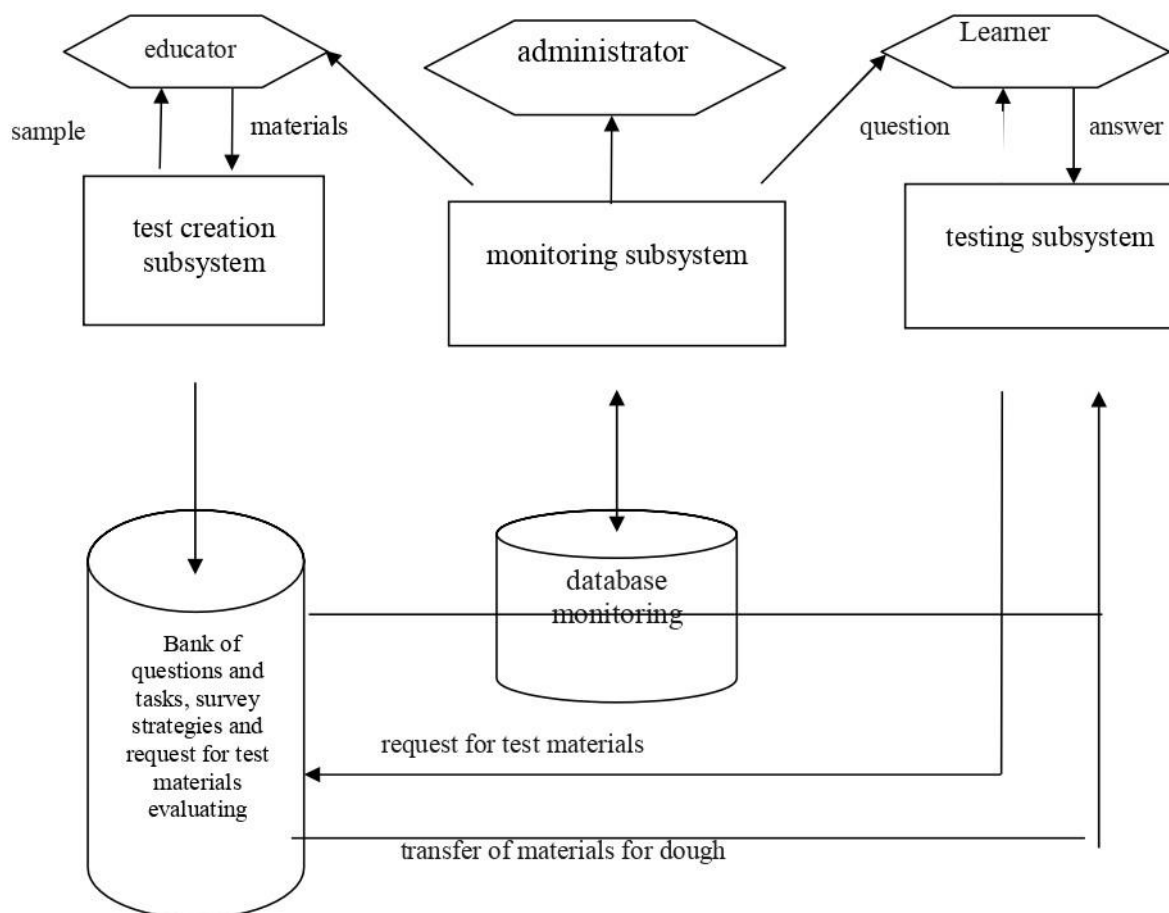 educator
administrator
Learner
sample
materials
question
answer
test creation
subsystem
monitoring subsystem
testing subsystem
database
monitoring
Bank of
questions and
tasks, survey
strategies and
request for test
materials
evaluating
request for test materials
transfer of materials for dough